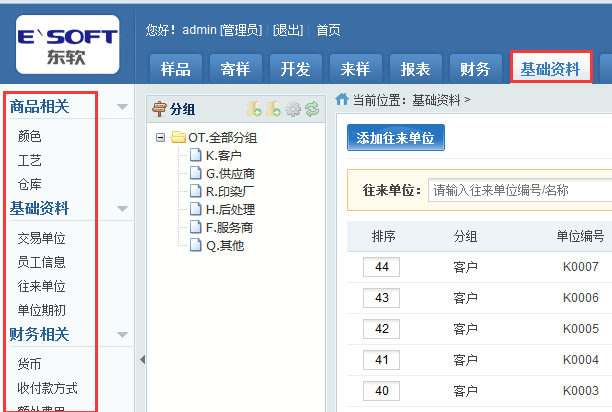 E`SOFT
东软
您好！admin [管理员] [退出] 首页
样品 寄样 开发 来样 报表 财务 基础资料
商品相关
颜色
工艺
仓库
基础资料
交易单位
员工信息
往来单位
单位期初
财务相关
货币
收付款方式
额外费用
分组
OT.全部分组
K.客户
G.供应商
R.印染厂
H.后处理
F.服务商
Q.其他
当前位置：基础资料 >
添加往来单位
往来单位： 请输入往来单位编号/名称
排序 分组 单位编号
44 客户 K0007
43 客户 K0006
42 客户 K0005
41 客户 K0004
40 客户 K0003